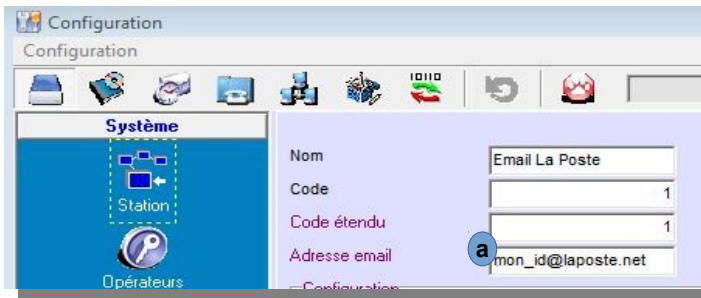 Configuration
Configuration
Système
Station
Opérateurs
Nom
Email La Poste
Code
1
Code étendu
1
Adresse email
a
mon_id@laposte.net
Configuration